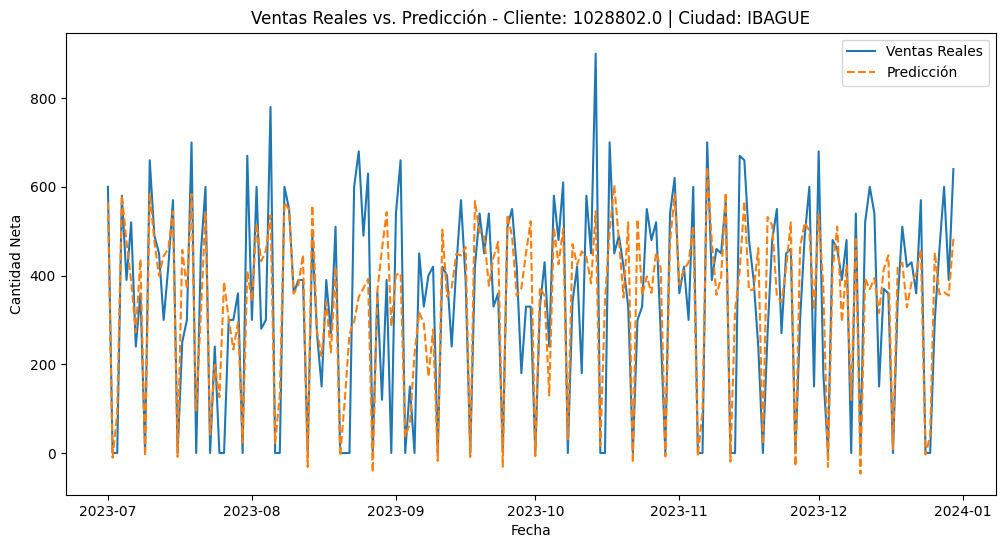 Ventas Reales vs. Predicción - Cliente: 1028802.0 | Ciudad: IBAGUE
Ventas Reales
Predicción
Cantidad Neta
800
600
400
200
0
2023-07
2023-08
2023-09
2023-10
2023-11
2023-12
2024-01
Fecha